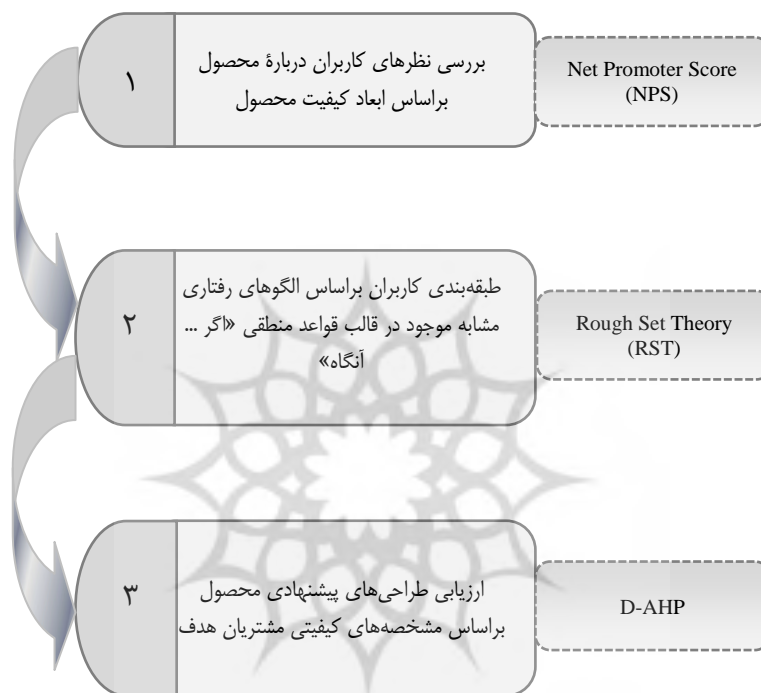 ۱
بررسی نظرهای کاربران دربارهٔ محصول
براساس ابعاد کیفیت محصول
Net Promoter Score
(NPS)
۲
طبقه‌بندی کاربران براساس الگوهای رفتاری
مشابه موجود در قالب قواعد منطقی «اگر ...
آنگاه»
Rough Set Theory
(RST)
۳
ارزیابی طراحی‌های پیشنهادی محصول
براساس مشخصه‌های کیفیتی مشتریان هدف
D-AHP